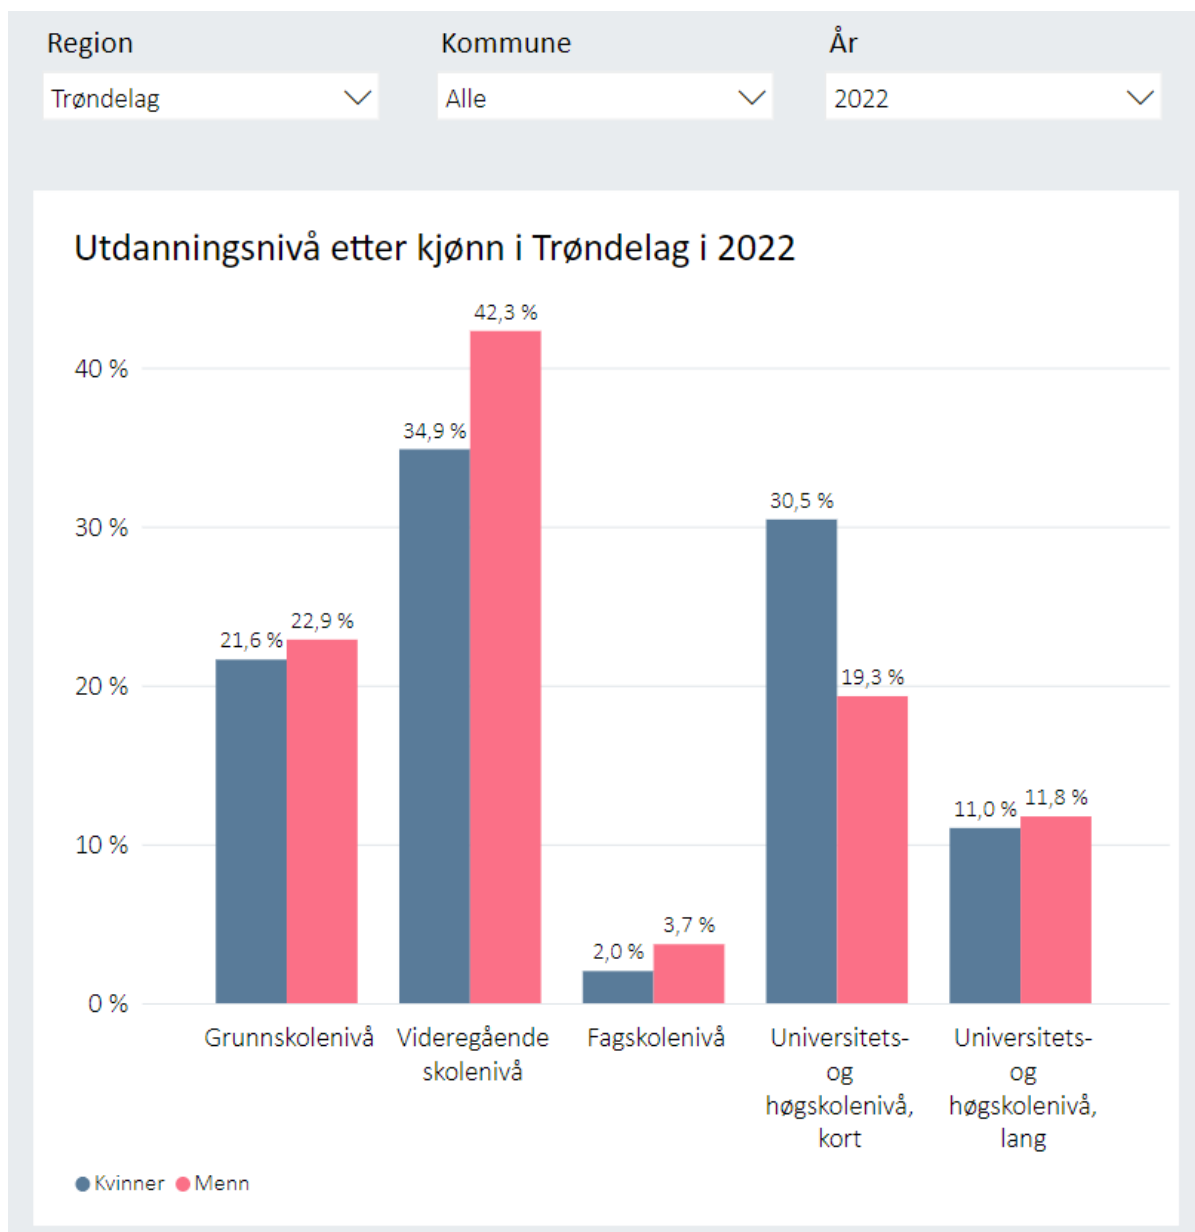 Region Kommune År
Trøndelag Alle 2022
Utdanningsnivå etter kjønn i Trøndelag i 2022
42,3 %
40 %
34,9 %
30,5 %
30 %
22,9 %
21,6 %
20 %
19,3 %
11,8 %
11,0 %
10 %
3,7 %
2,0 %
0 %
Grunnskolenivå Videregående Fagskolenivå Universitets- Universitets-
skolenivå og og
høgskolenivå, høgskolenivå,
kort lang
Kvinner Menn